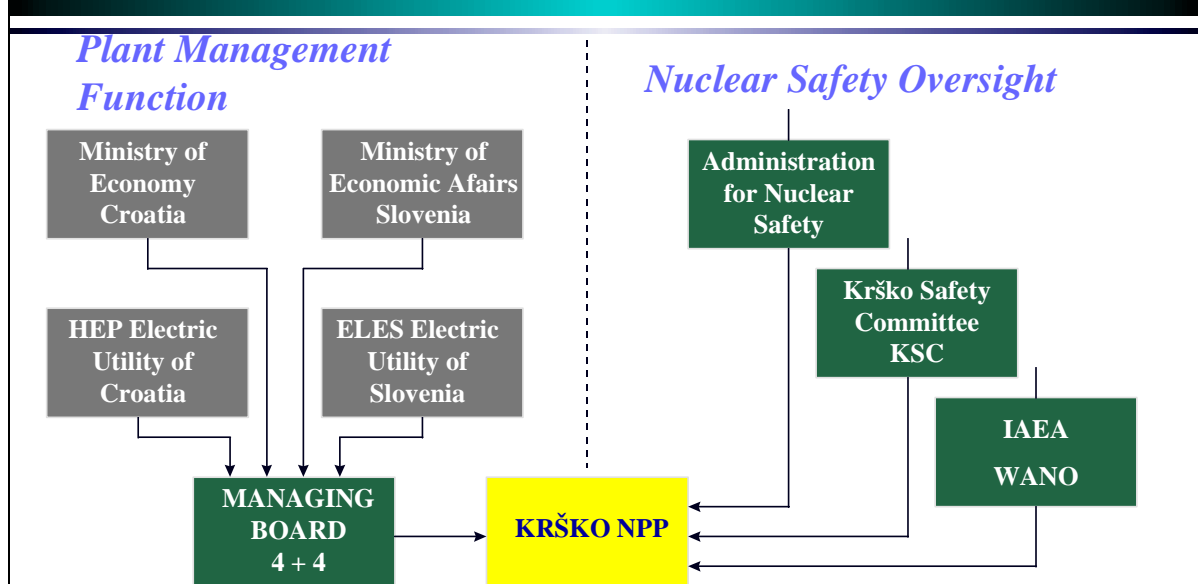 Plant Management
Function
Nuclear Safety Oversight
Ministry of
Economy
Croatia
Ministry of
Economic Afairs
Slovenia
Administration
for Nuclear
Safety
Krško Safety
Committee
KSC
HEP Electric
Utility of
Croatia
ELES Electric
Utility of
Slovenia
IAEA
WANO
MANAGING
BOARD
4 + 4
KRŠKO NPP